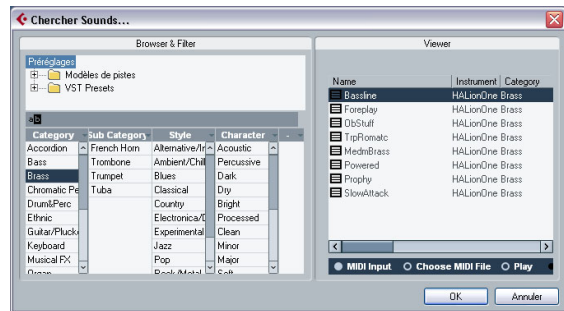 Chercher Sounds...
Browser & Filter
Préréglages
Modèles de pistes
VST Presets
Category Sub Category Style Character -
Accordion French Horn Alternative/In Acoustic
Bass Trombone Ambient/Chill Percussive
Brass Trumpet Blues Dark
Chromatic Pe Tuba Classical Dry
Drum&Perc Country Bright
Ethnic Electronica/D Processed
Guitar/Plucke Experimental Clean
Keyboard Jazz Minor
Musical FX Pop Major
Organ Rock/Metal Soft
Viewer
Name Instrument Category
Bassline HALionOne Brass
Foreplay HALionOne Brass
ObStuff HALionOne Brass
TrpRomatc HALionOne Brass
MedmBrass HALionOne Brass
Powered HALionOne Brass
Prophy HALionOne Brass
SlowAttack HALionOne Brass
MIDI Input Choose MIDI File Play
OK Annuler